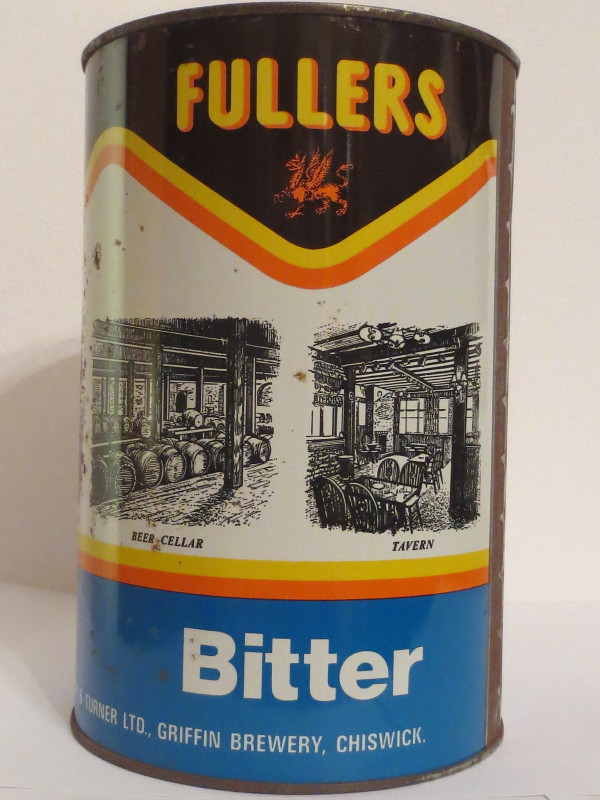 FULLERS
BEER CELLAR
TAVERN
Bitter
& TURNER LTD., GRIFFIN BREWERY, CHISWICK.